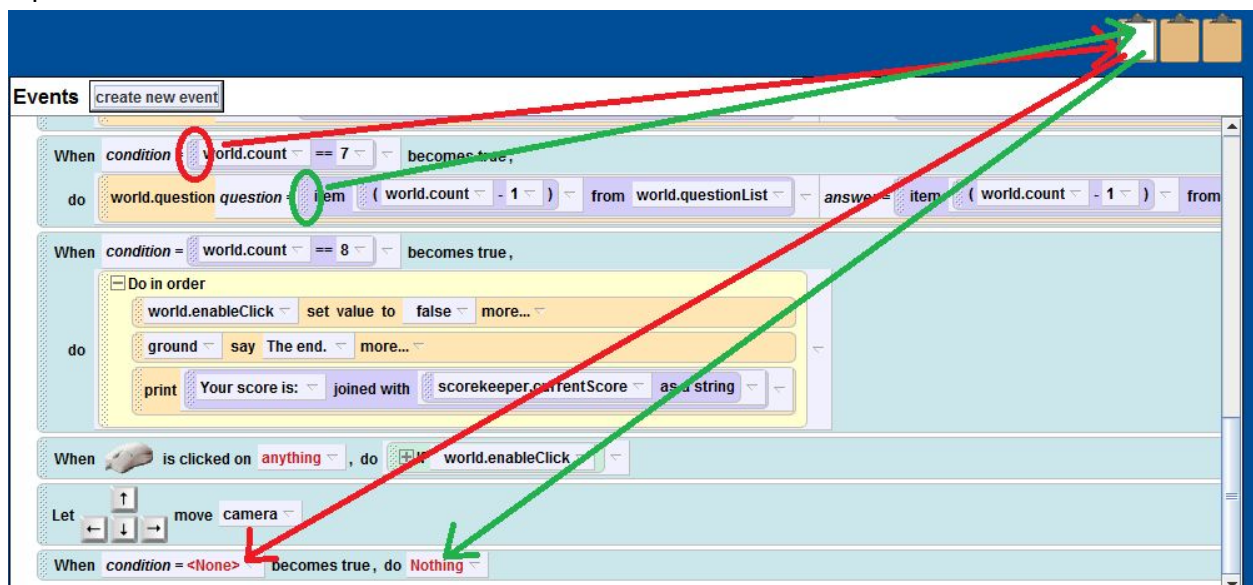 Events create new event
When condition = world.count == 7 becomes true,
do world.question question = item ( world.count - 1 ) from world.questionList answer = item ( world.count - 1 ) from
When condition = world.count == 8 becomes true,
Do in order
world.enableClick set value to false more...
do ground say The end. more...
print Your score is: joined with scorekeeper.currentScore as a string
When is clicked on anything , do If world.enableClick
Let move camera
When condition = <None> becomes true, do Nothing